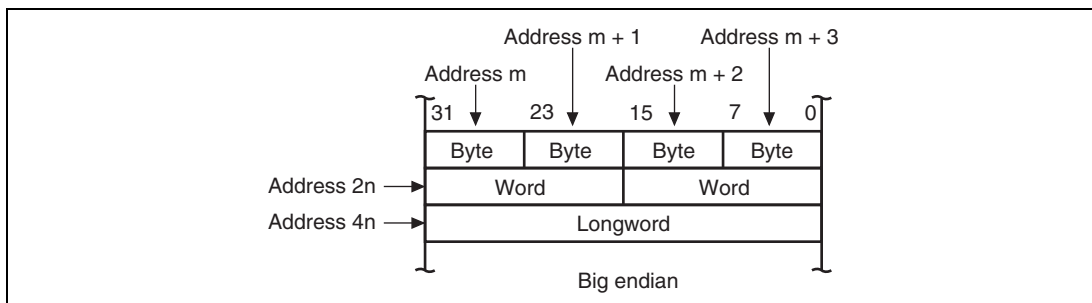 Address m + 1 Address m + 3
Address m Address m + 2
31 23 15 7 0
Byte Byte Byte Byte
Address 2n Word Word
Address 4n Longword
Big endian